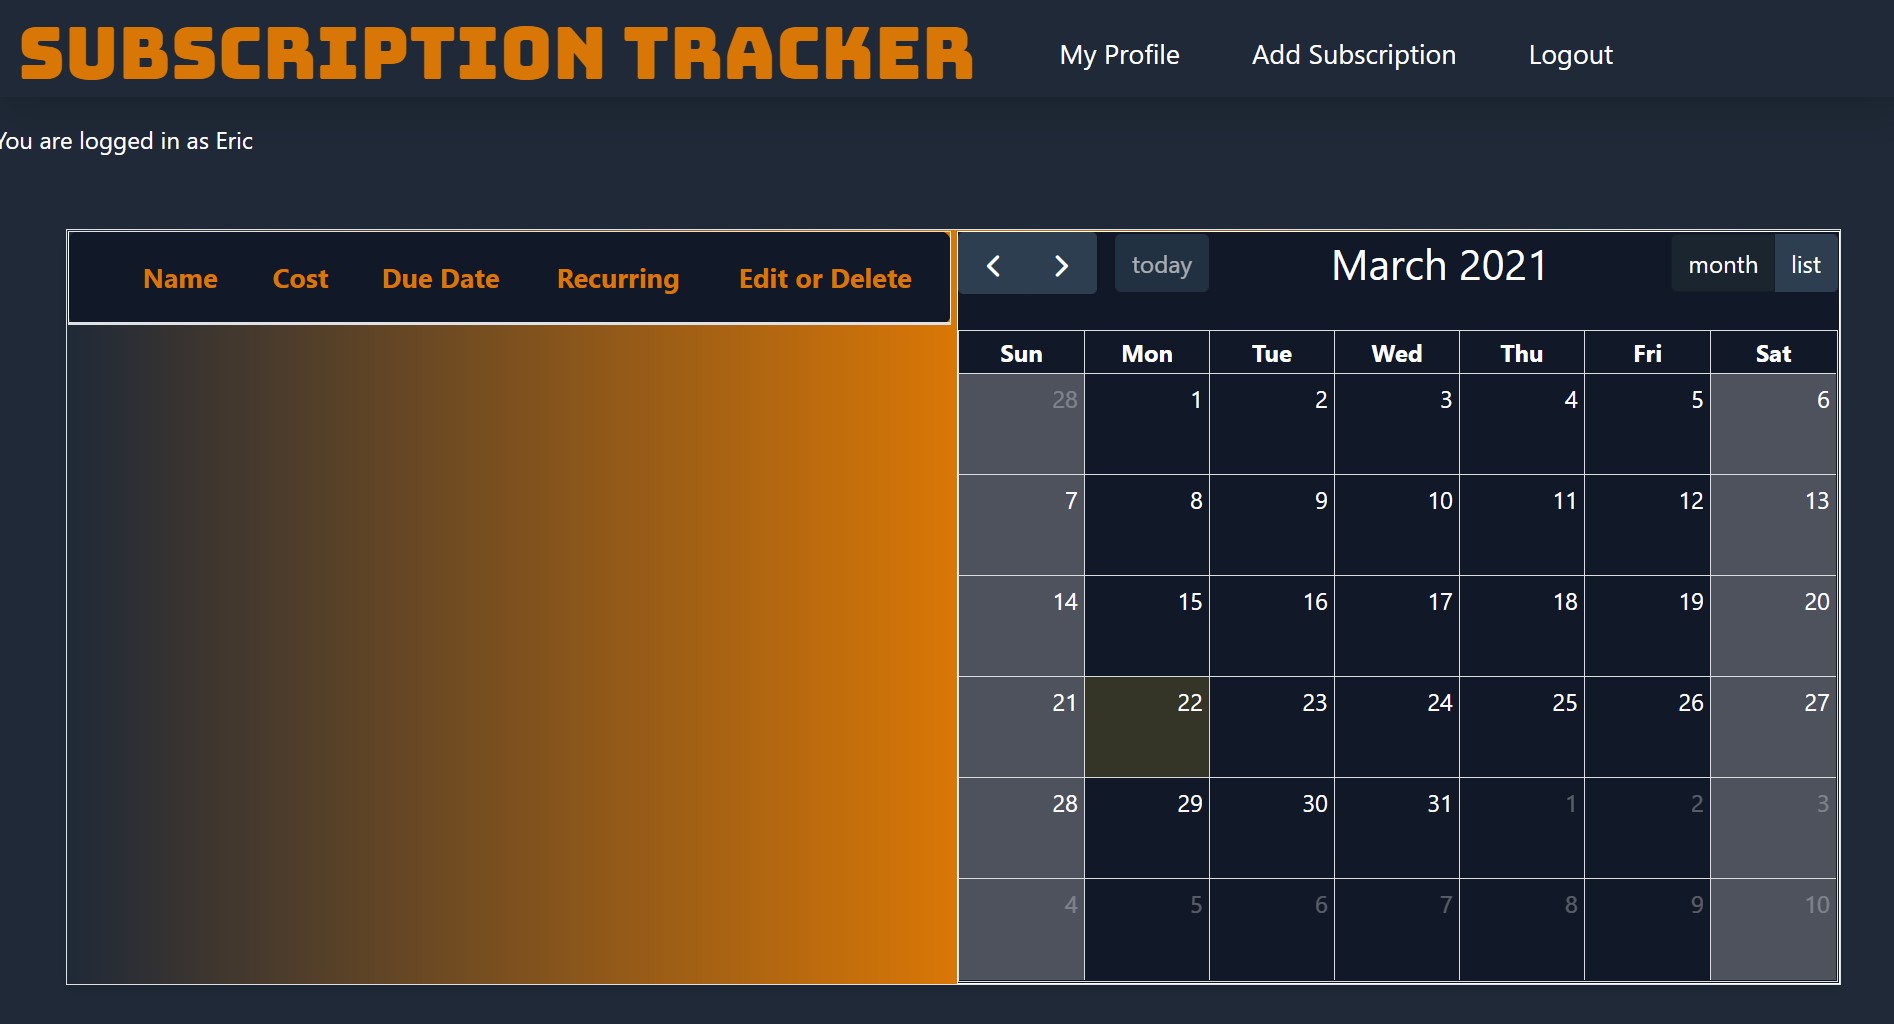 SUBSCRIPTION TRACKER My Profile Add Subscription Logout
You are logged in as Eric
Name Cost Due Date Recurring Edit or Delete
today March 2021 month list
Sun Mon Tue Wed Thu Fri Sat
28 1 2 3 4 5 6
7 8 9 10 11 12 13
14 15 16 17 18 19 20
21 22 23 24 25 26 27
28 29 30 31 1 2 3
4 5 6 7 8 9 10